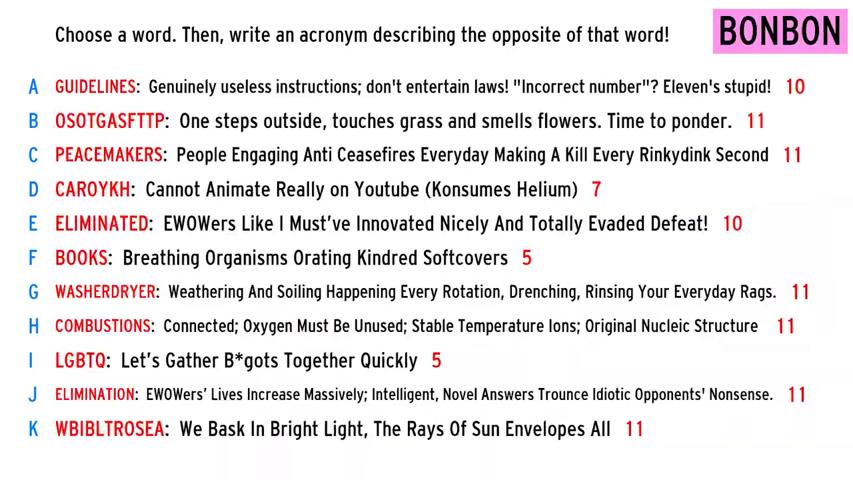 Choose a word. Then, write an acronym describing the opposite of that word!
BONBON
A GUIDELINES: Genuinely useless instructions; don't entertain laws! "Incorrect number"? Eleven's stupid! 10
B OSOTGASFTTP: One steps outside, touches grass and smells flowers. Time to ponder. 11
C PEACEMAKERS: People Engaging Anti Ceasefires Everyday Making A Kill Every Rinkydink Second 11
D CAROYKH: Cannot Animate Really on Youtube (Konsumes Helium) 7
E ELIMINATED: EWOWers Like I Must've Innovated Nicely And Totally Evaded Defeat! 10
F BOOKS: Breathing Organisms Orating Kindred Softcovers 5
G WASHERDRYER: Weathering And Soiling Happening Every Rotation, Drenching, Rinsing Your Everyday Rags. 11
H COMBUSTIONS: Connected; Oxygen Must Be Unused; Stable Temperature Ions; Original Nucleic Structure 11
I LGBTQ: Let's Gather B*gots Together Quickly 5
J ELIMINATION: EWOWers' Lives Increase Massively; Intelligent, Novel Answers Trounce Idiotic Opponents' Nonsense. 11
K WBIBLTROSEA: We Bask In Bright Light, The Rays Of Sun Envelopes All 11